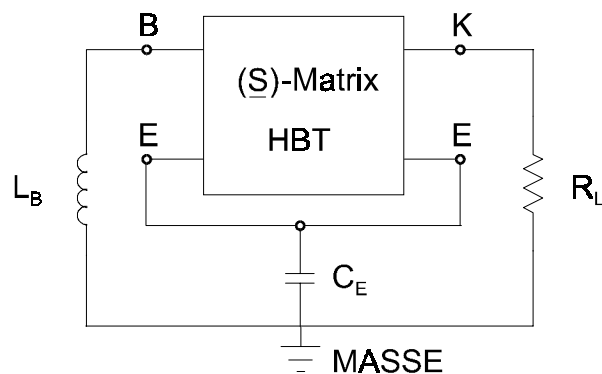 B
K
(S)-Matrix
HBT
E
E
L_B
R_L
C_E
MASSE